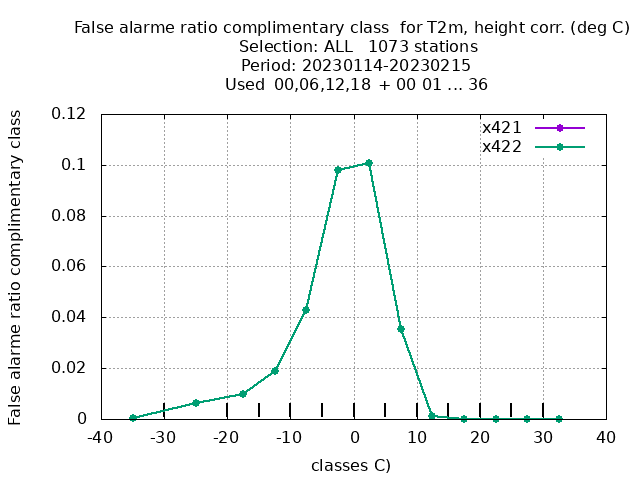 False alarme ratio complimentary class  for T2m, height corr. (deg C)
Selection: ALL   1073 stations
Period: 20230114-20230215
Used  00,06,12,18  + 00 01 ... 36
False alarme ratio complimentary class
0.12
0.1
0.08
0.06
0.04
0.02
0
x421
x422
-40 -30 -20 -10 0 10 20 30 40
classes C)